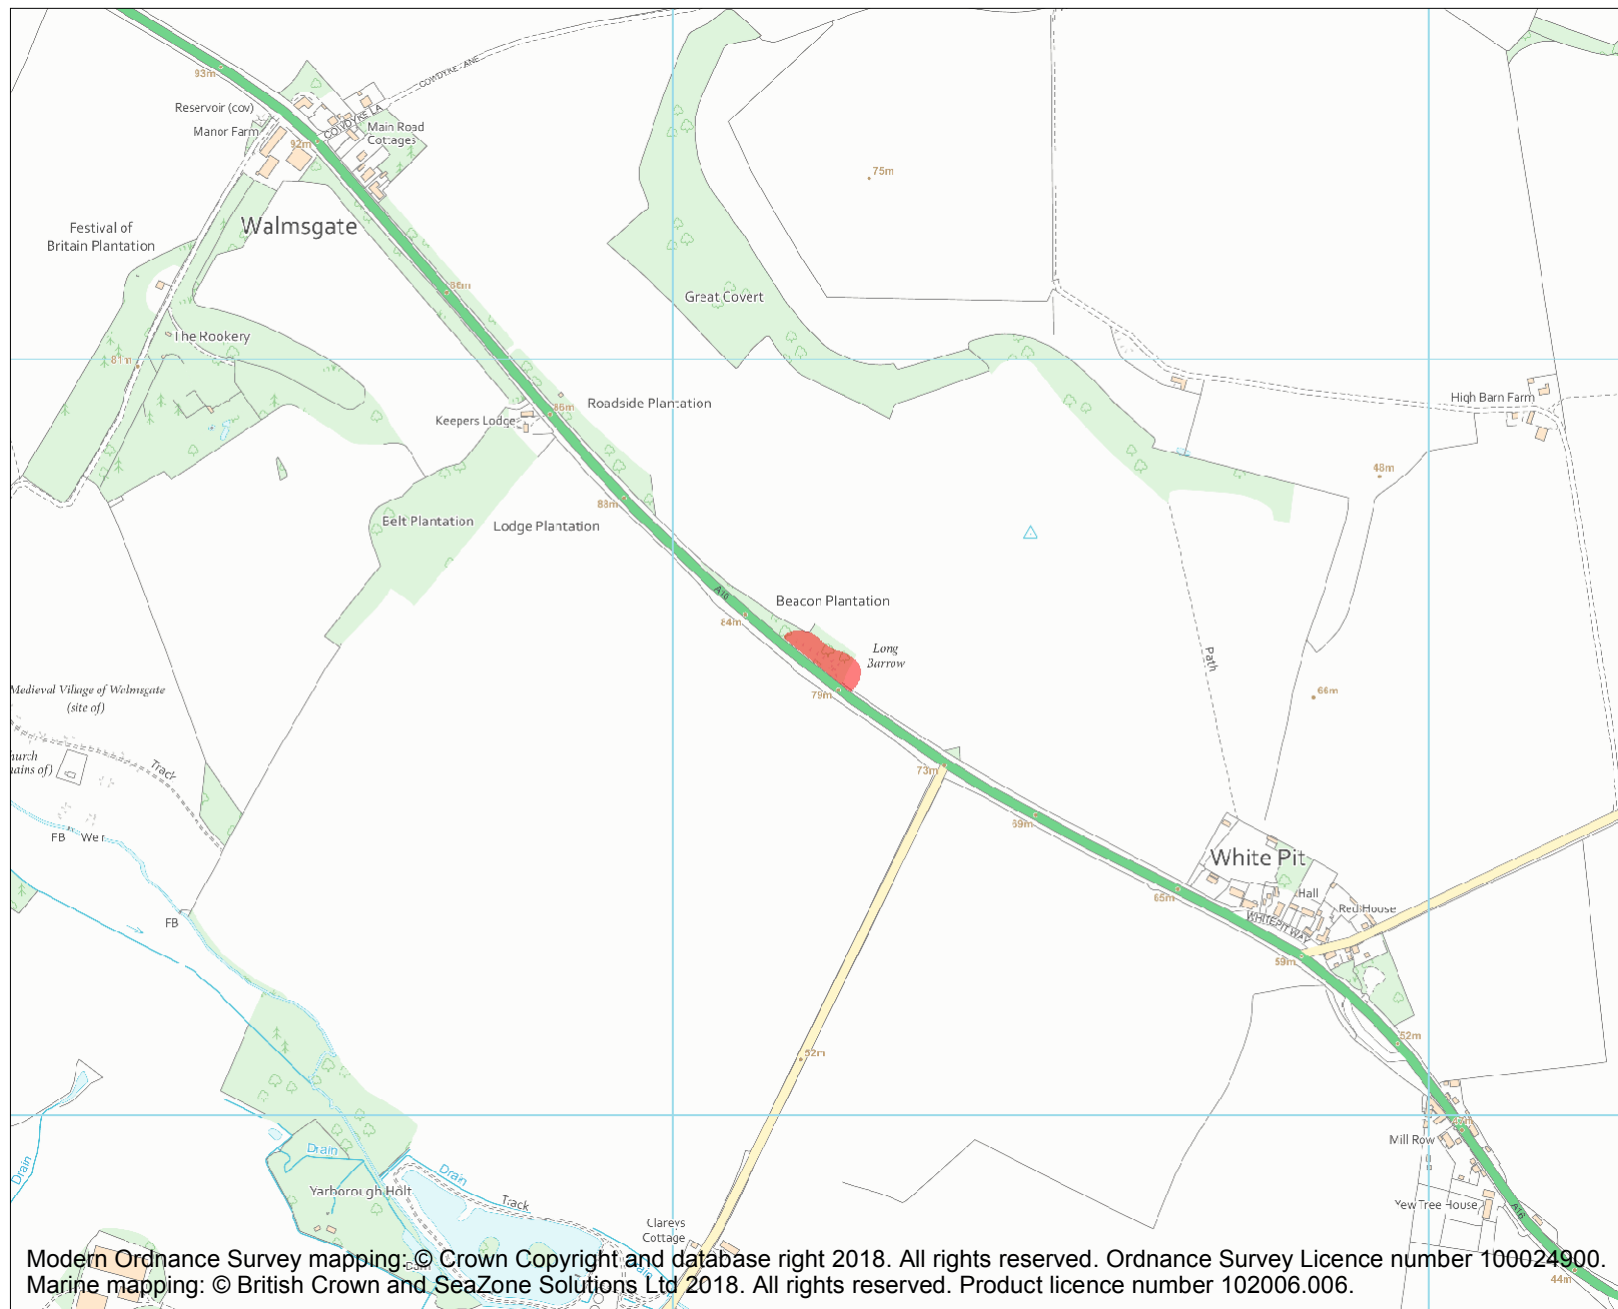 93m
COWDYKE LANE
Reservoir (cov)
Manor Farm
COWDYKE LA
Main Road
Cottages
92m
75m
Festival of
Britain Plantation
Walmsgate
Great Covert
The Rookery
81m
Roadside Plantation
High Barn Farm
Keepers Lodge
86m
48m
88m
Belt Plantation
Lodge Plantation
Beacon Plantation
84m
Long
Barrow
Path
Medieval Village of Walmsgate
(site of)
79m
66m
Track
73m
69m
FB
White Pit
65m
Hall
Red House
FB
WHITEPIT WAY
59m
52m
52m
Mill Row
Drain
Drain
Drain
Yarborough Holt
Track
Yew Tree House
A16
Clareys
Cottage
Drain
Dam
Modern Ordnance Survey mapping: © Crown Copyright and database right 2018. All rights reserved. Ordnance Survey Licence number 100024900.
Marine mapping: © British Crown and SeaZone Solutions Ltd 2018. All rights reserved. Product licence number 102006.006.
44m